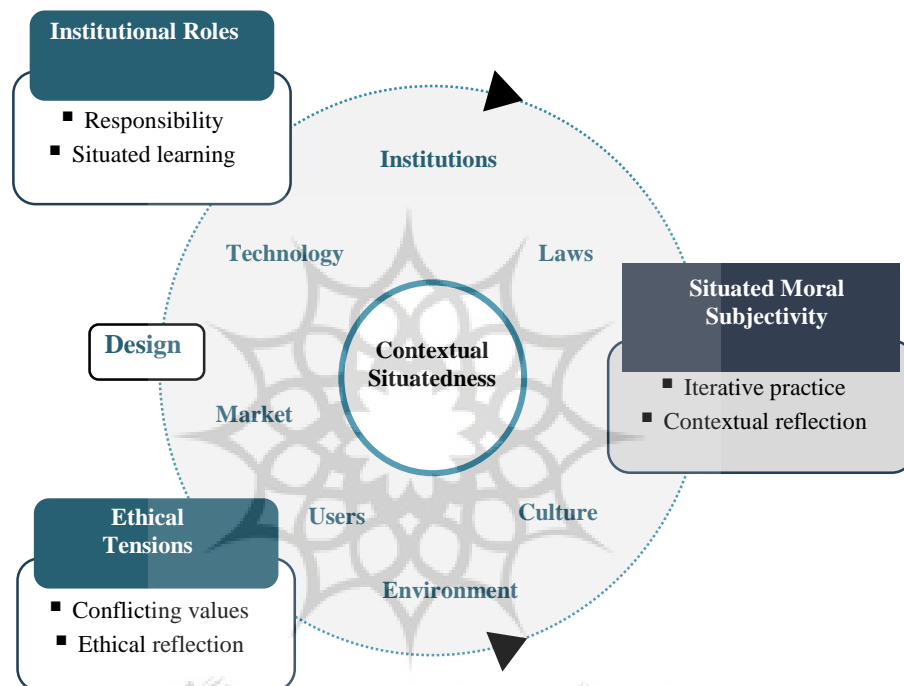 Institutional Roles
▪ Responsibility
▪ Situated learning
Institutions
Technology
Laws
Situated Moral
Subjectivity
▪ Iterative practice
▪ Contextual reflection
Design
Contextual
Situatedness
Market
Users
Culture
Environment
Ethical
Tensions
▪ Conflicting values
▪ Ethical reflection